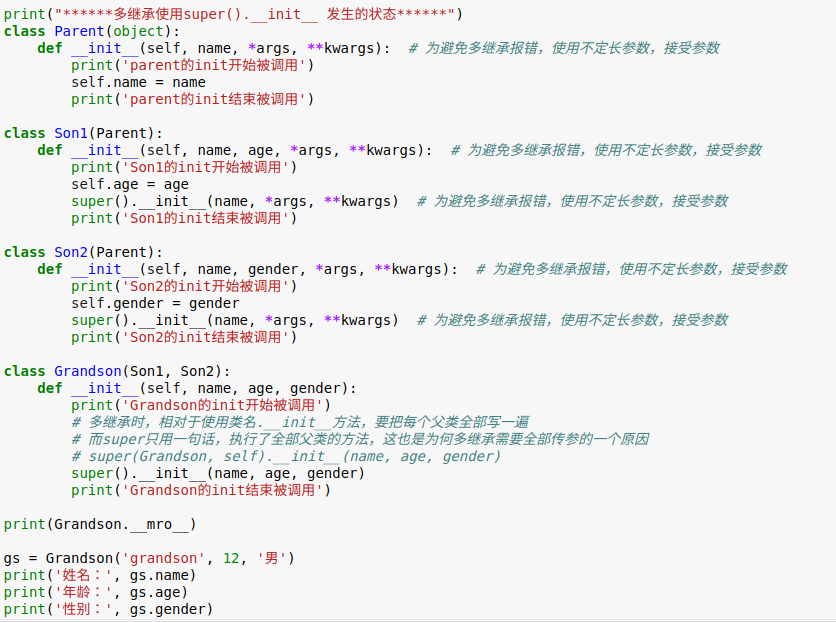 print("******多继承使用super().__init__ 发生的状态******")
class Parent(object):
    def __init__(self, name, *args, **kwargs):  # 为避免多继承报错，使用不定长参数，接受参数
        print('parent的init开始被调用')
        self.name = name
        print('parent的init结束被调用')
class Son1(Parent):
    def __init__(self, name, age, *args, **kwargs):  # 为避免多继承报错，使用不定长参数，接受参数
        print('Son1的init开始被调用')
        self.age = age
        super().__init__(name, *args, **kwargs)  # 为避免多继承报错，使用不定长参数，接受参数
        print('Son1的init结束被调用')
class Son2(Parent):
    def __init__(self, name, gender, *args, **kwargs):  # 为避免多继承报错，使用不定长参数，接受参数
        print('Son2的init开始被调用')
        self.gender = gender
        super().__init__(name, *args, **kwargs)  # 为避免多继承报错，使用不定长参数，接受参数
        print('Son2的init结束被调用')
class Grandson(Son1, Son2):
    def __init__(self, name, age, gender):
        print('Grandson的init开始被调用')
        # 多继承时，相对于使用类名.__init__方法，要把每个父类全部写一遍
        # 而super只用一句话，执行了全部父类的方法，这也是为何多继承需要全部传参的一个原因
        # super(Grandson, self).__init__(name, age, gender)
        super().__init__(name, age, gender)
        print('Grandson的init结束被调用')
print(Grandson.__mro__)
gs = Grandson('grandson', 12, '男')
print('姓名：', gs.name)
print('年龄：', gs.age)
print('性别：', gs.gender)